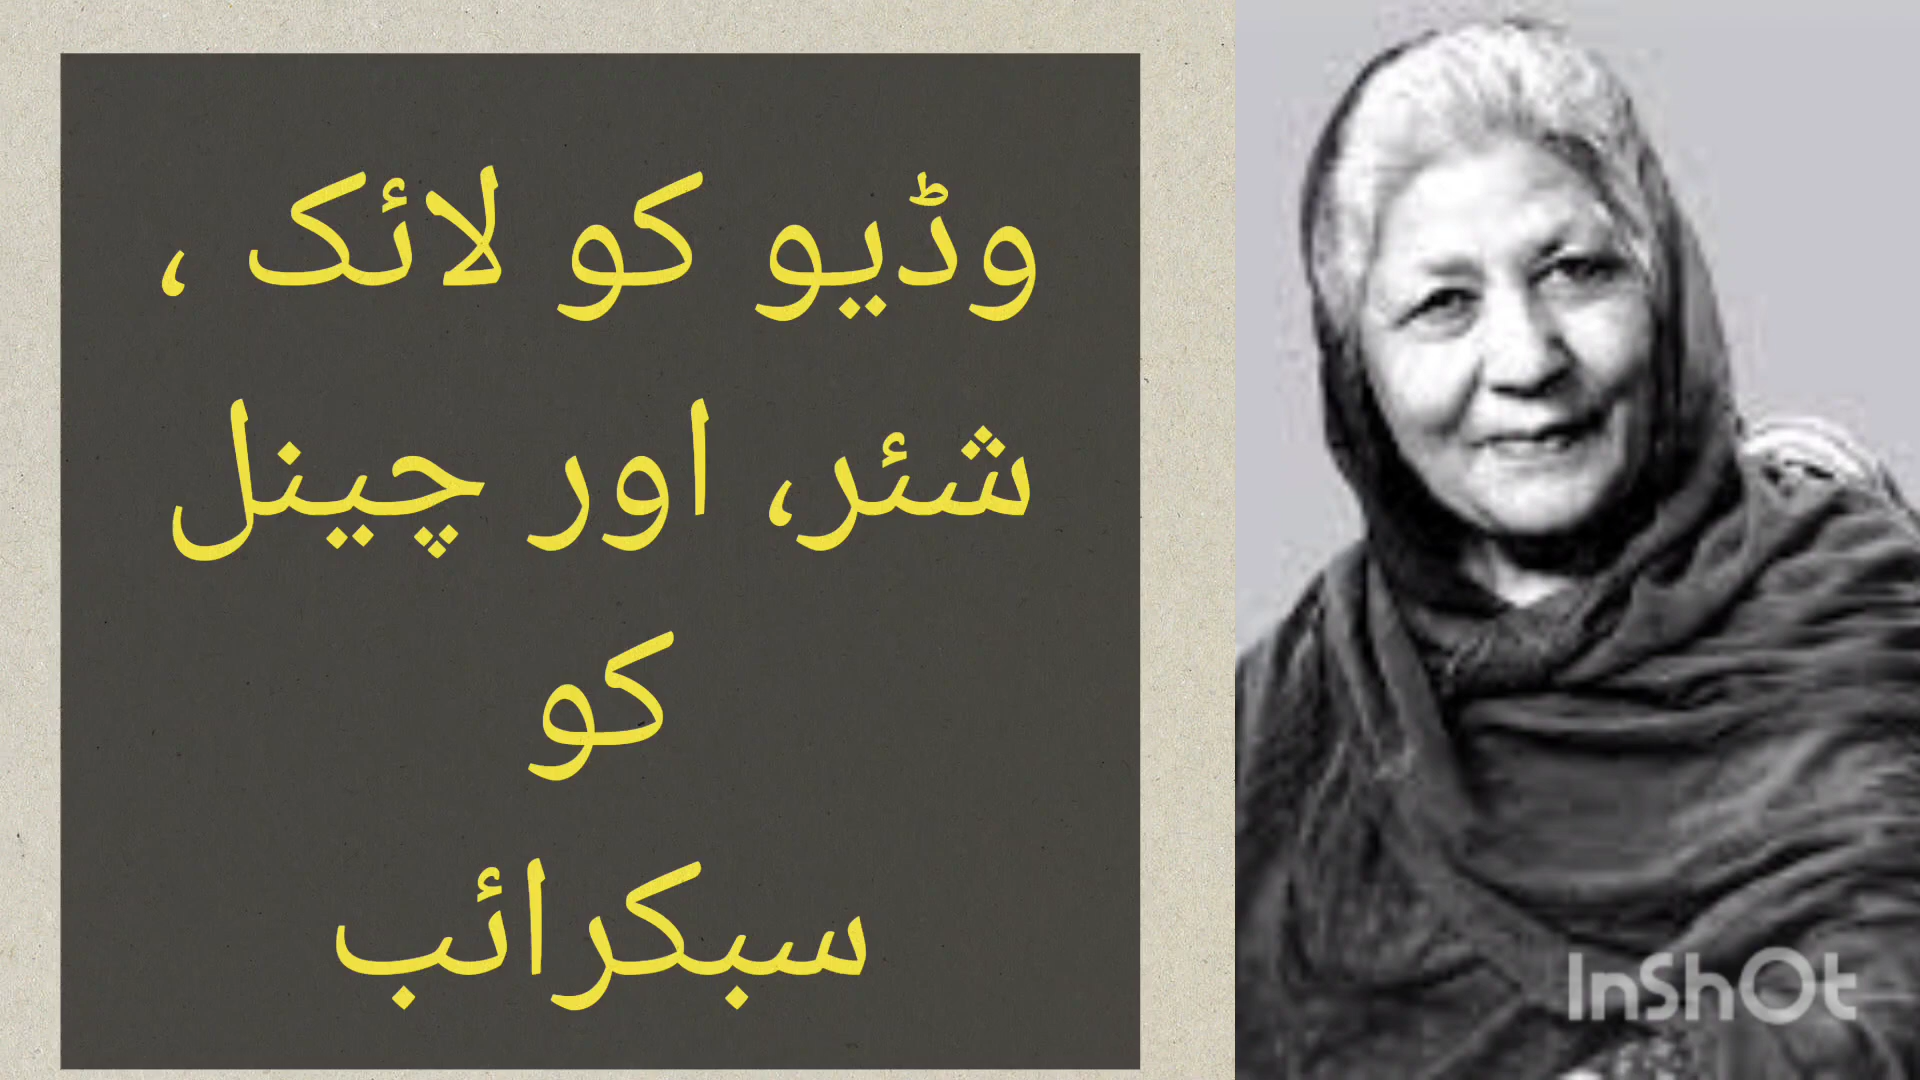 وڈیو کو لائک ،
شئر، اور چینل
کو
سبکرائب
InShOt